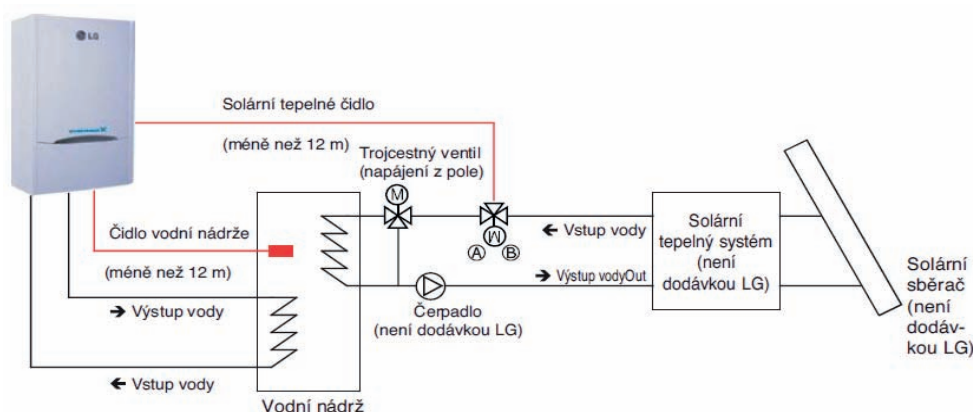 LG
Solární tepelné čidlo
(méně než 12 m)
Trojcestný ventil
(napájení z pole)
M
Čidlo vodní nádrže
(méně než 12 m)
← Vstup vody
A
M
B
→ Výstup vodyOut
Solární
tepelný systém
(není
dodávkou LG)
Solární
sběrač
(není
dodáv-
kou LG)
→ Výstup vody
Čerpadlo
(není dodávkou LG)
← Vstup vody
Vodní nádrž